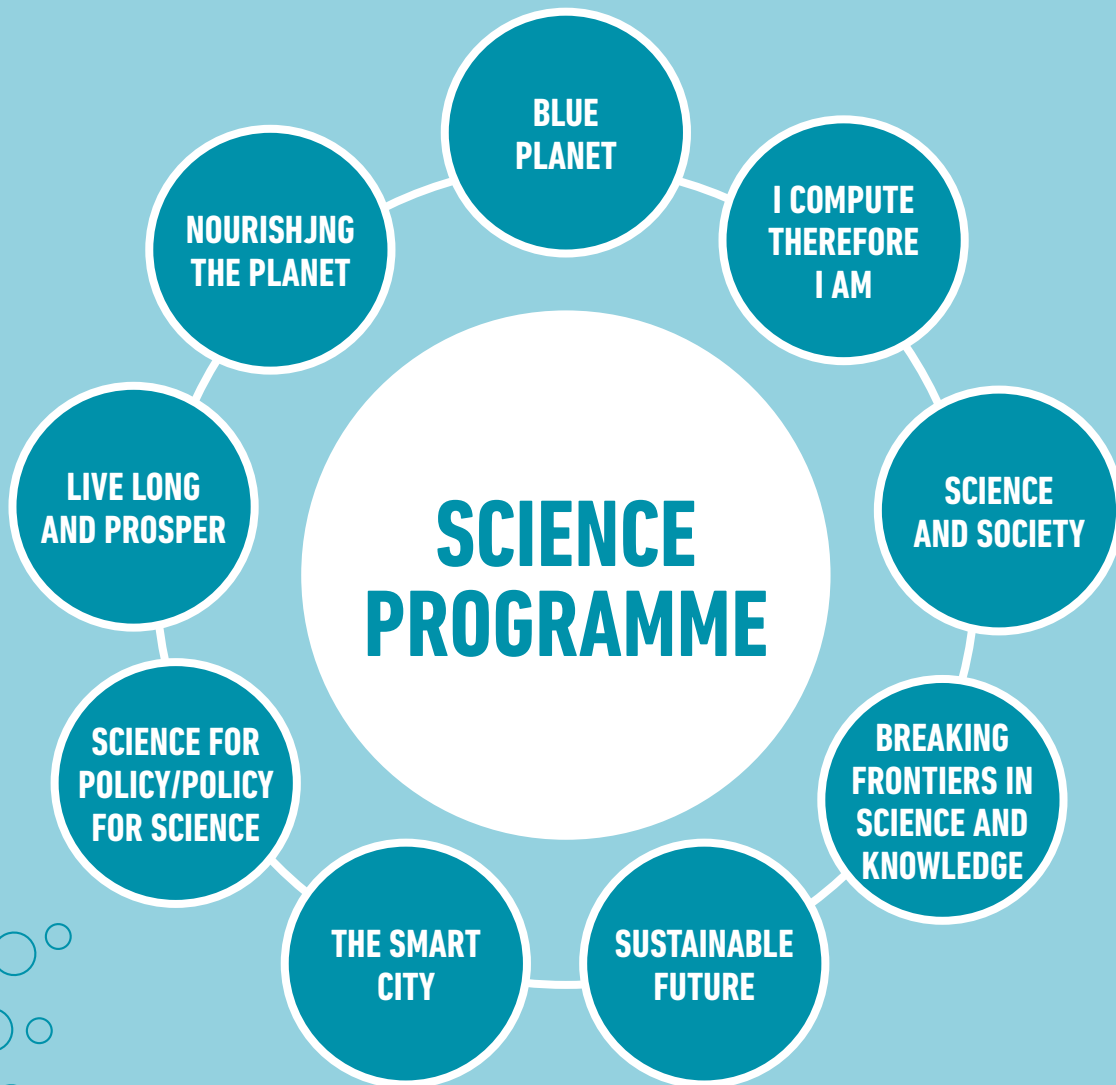 BLUE
PLANET
I COMPUTE
THEREFORE
I AM
SCIENCE
AND SOCIETY
BREAKING
FRONTIERS IN
SCIENCE AND
KNOWLEDGE
SUSTAINABLE
FUTURE
THE SMART
CITY
SCIENCE FOR
POLICY/POLICY
FOR SCIENCE
LIVE LONG
AND PROSPER
NOURISHJNG
THE PLANET
SCIENCE
PROGRAMME